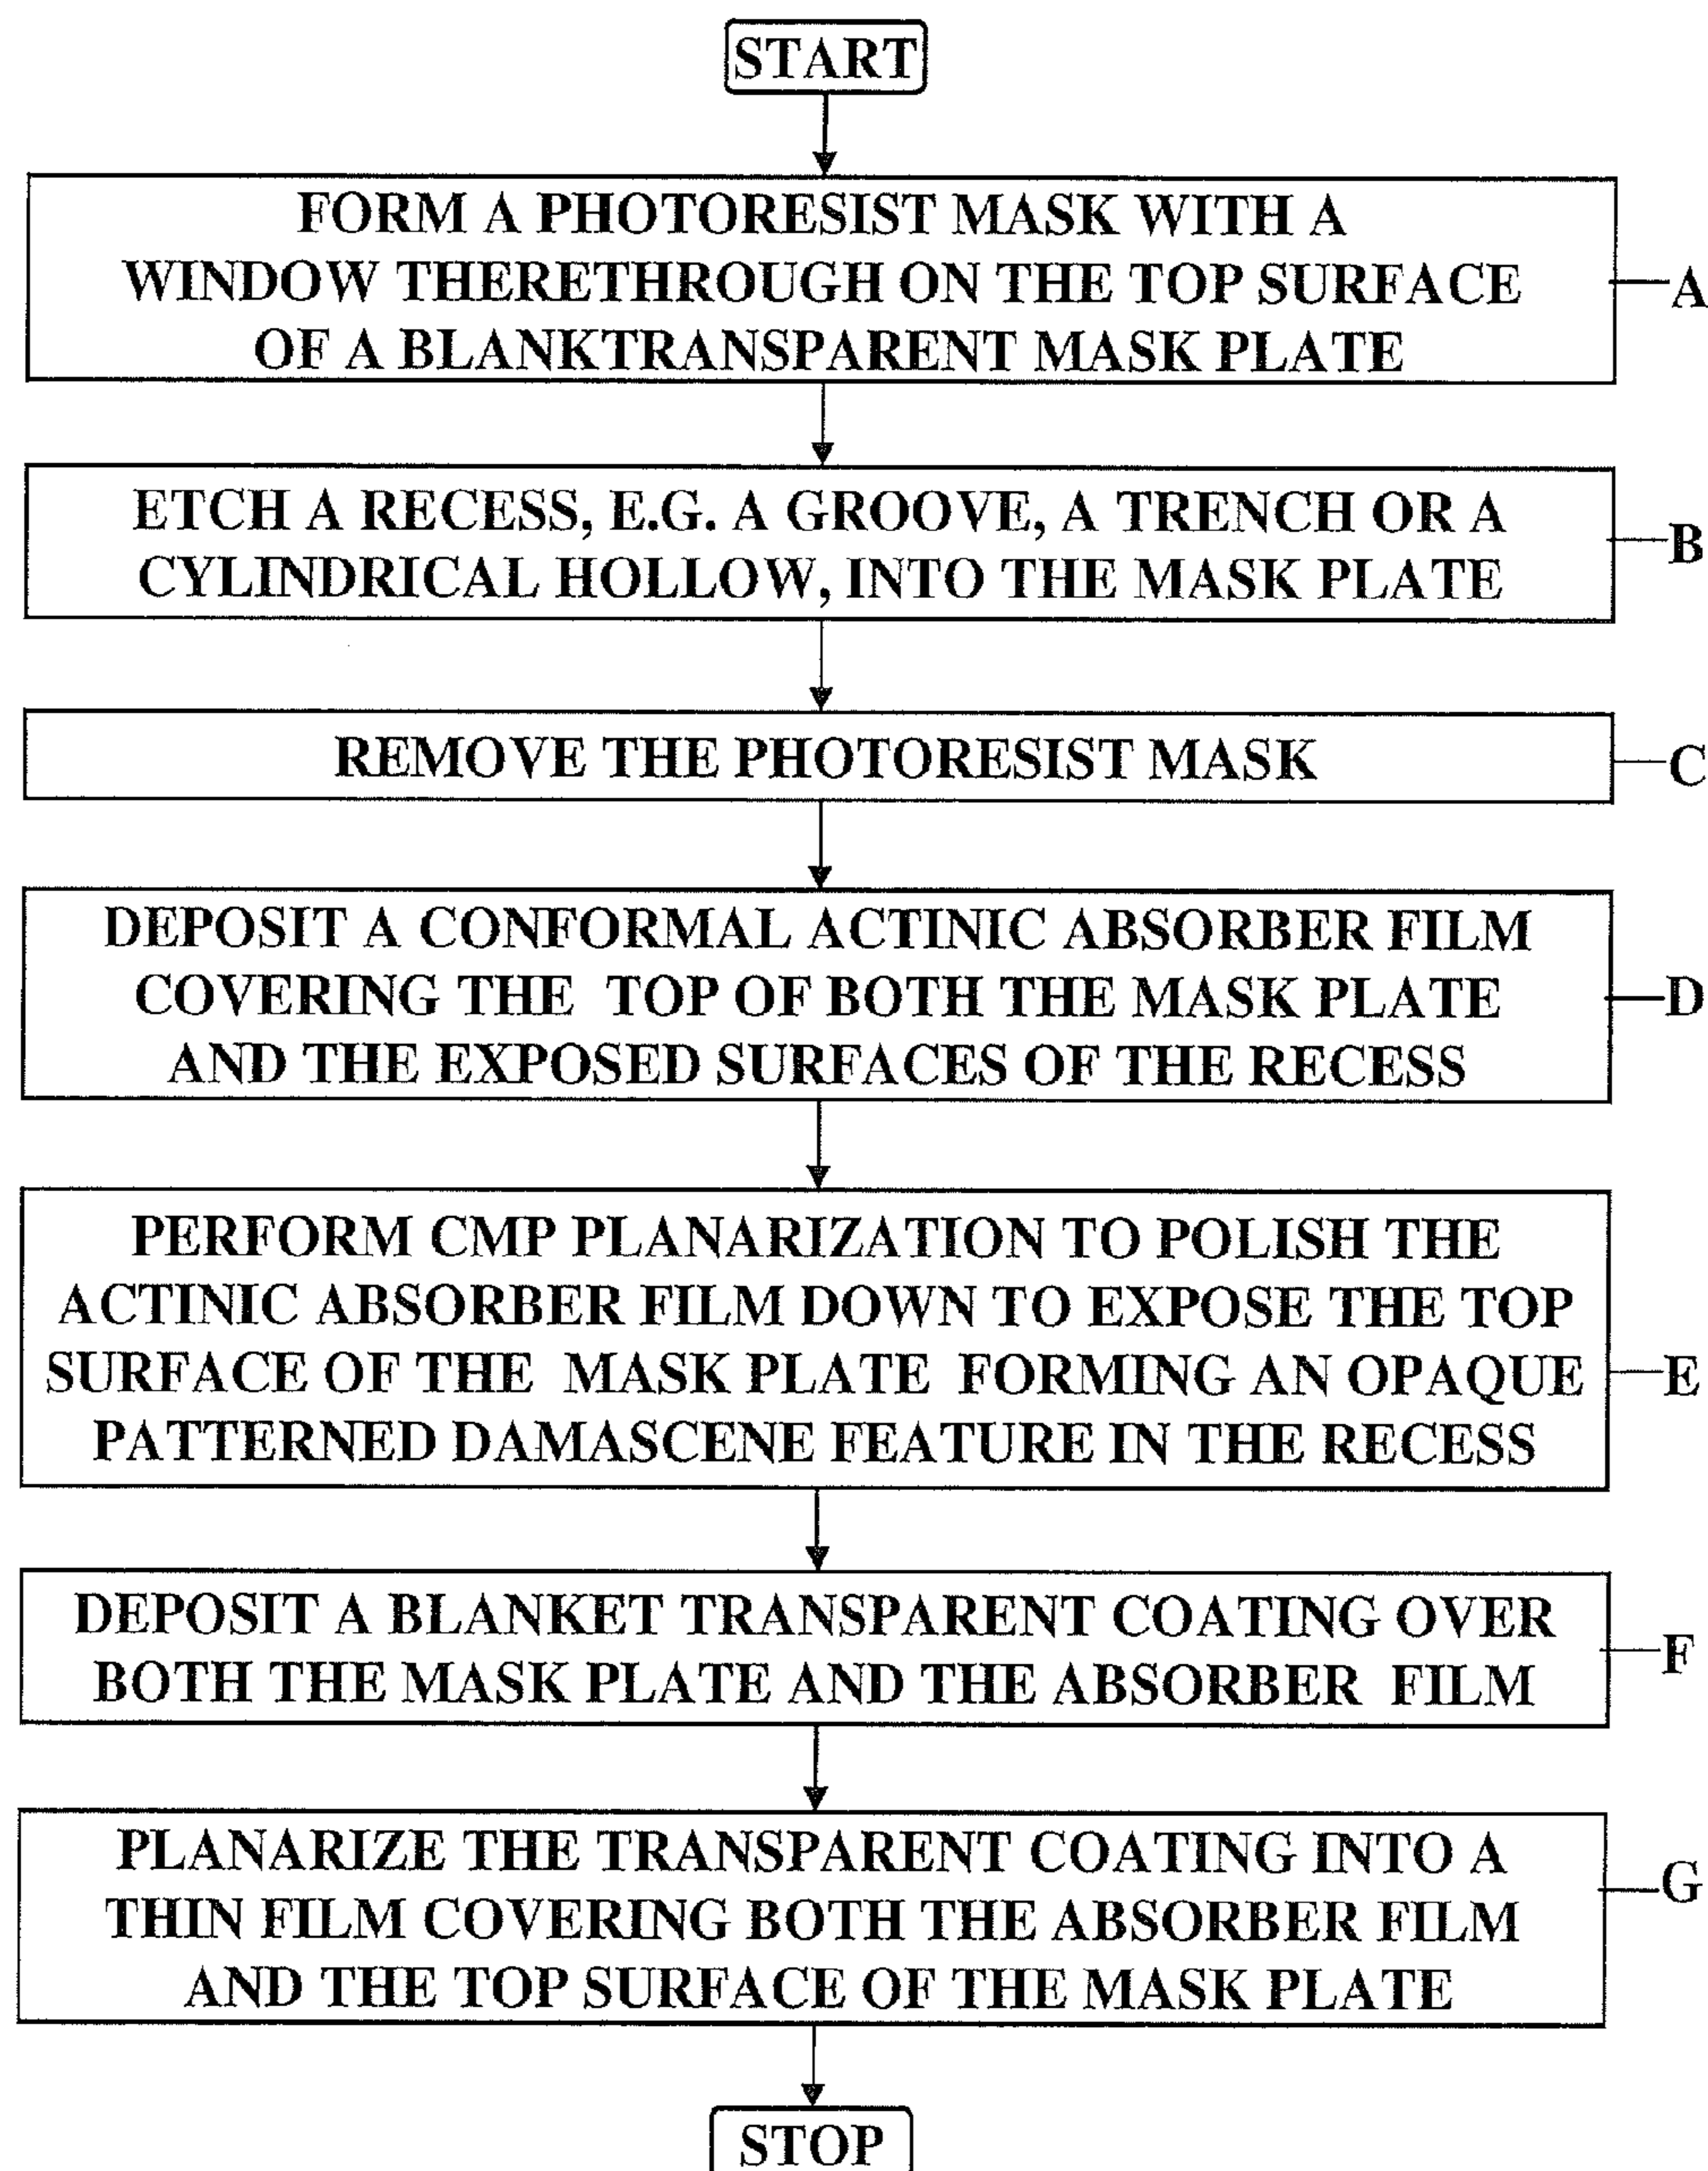 START
FORM A PHOTORESIST MASK WITH A
WINDOW THERETHROUGH ON THE TOP SURFACE
OF A BLANKTRANSPARENT MASK PLATE
A
ETCH A RECESS, E.G. A GROOVE, A TRENCH OR A
CYLINDRICAL HOLLOW, INTO THE MASK PLATE
B
REMOVE THE PHOTORESIST MASK
C
DEPOSIT A CONFORMAL ACTINIC ABSORBER FILM
COVERING THE TOP OF BOTH THE MASK PLATE
AND THE EXPOSED SURFACES OF THE RECESS
D
PERFORM CMP PLANARIZATION TO POLISH THE
ACTINIC ABSORBER FILM DOWN TO EXPOSE THE TOP
SURFACE OF THE MASK PLATE FORMING AN OPAQUE
PATTERNED DAMASCENE FEATURE IN THE RECESS
E
DEPOSIT A BLANKET TRANSPARENT COATING OVER
BOTH THE MASK PLATE AND THE ABSORBER FILM
F
PLANARIZE THE TRANSPARENT COATING INTO A
THIN FILM COVERING BOTH THE ABSORBER FILM
AND THE TOP SURFACE OF THE MASK PLATE
G
STOP